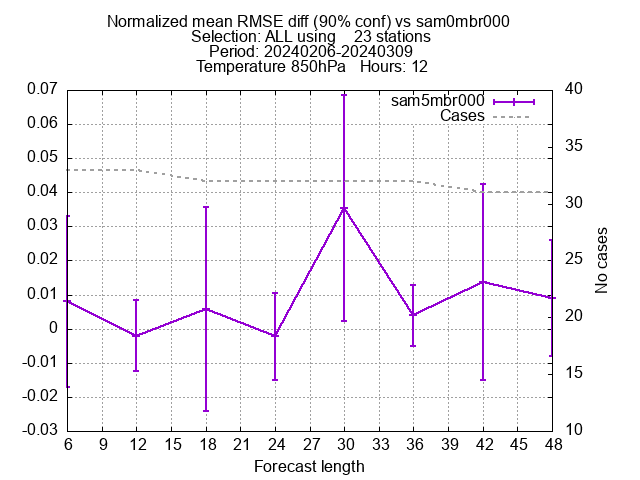 Normalized mean RMSE diff (90% conf) vs sam0mbr000
Selection: ALL using    23 stations
Period: 20240206-20240309
Temperature 850hPa   Hours: 12
sam5mbr000
Cases
0.07
0.06
0.05
0.04
0.03
0.02
0.01
0
-0.01
-0.02
-0.03
40
35
30
25
20
15
10
No cases
6 9 12 15 18 21 24 27 30 33 36 39 42 45 48
Forecast length